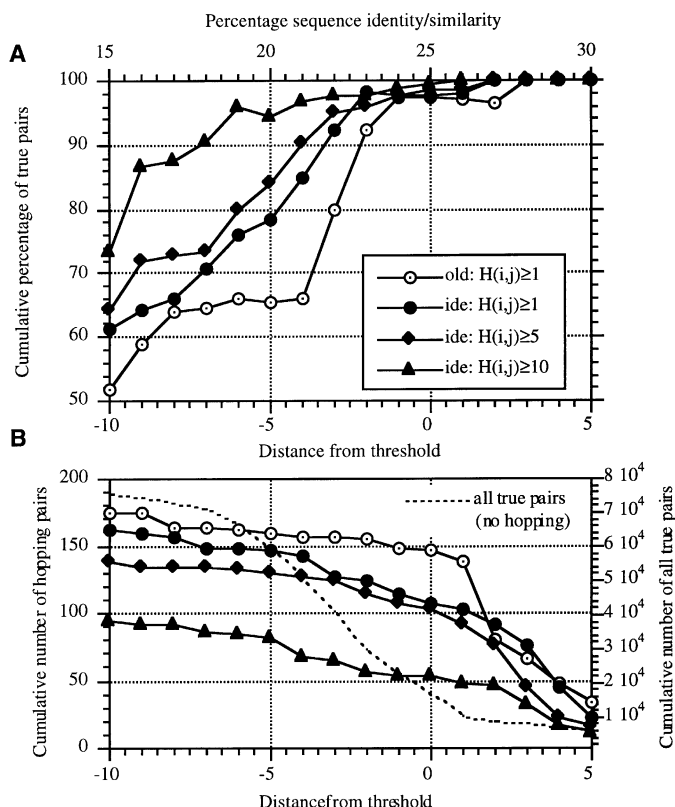 Percentage sequence identity/similarity
15 20 25 30
A
100
90
80
70
60
50
Cumulative percentage of true pairs
old: H(i,j)≥1
ide: H(i,j)≥1
ide: H(i,j)≥5
ide: H(i,j)≥10
-10 -5 0 5
Distance from threshold
B
200
150
100
50
0
Cumulative number of hopping pairs
all true pairs
(no hopping)
8 10⁴
7 10⁴
6 10⁴
5 10⁴
4 10⁴
3 10⁴
2 10⁴
1 10⁴
Cumulative number of all true pairs
-10 -5 0 5
Distancefrom threshold